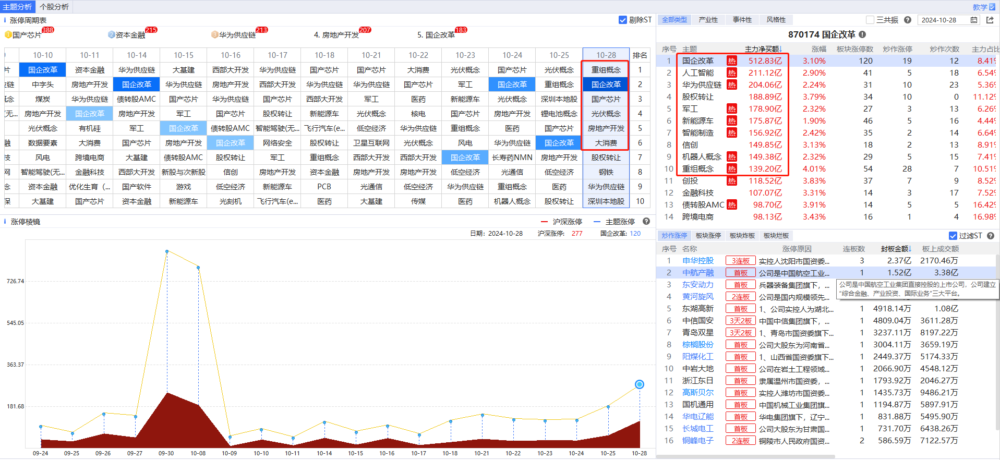 主题分析 个股分析 教学
涨停周期表 剔除ST
1 国产芯片 388 2 资本金融 215 3 华为供应链 213 4. 房地产开发 207 5. 国企改革 183
10-10 10-11 10-14 10-15 10-16 10-17 10-18 10-21 10-22 10-23 10-24 10-25 10-28 排名
片 国企改革 资本金融 华为供应链 大基建 西部大开发 华为供应链 国产芯片 国产芯片 大消费 光伏概念 国产芯片 光伏概念 重组概念 1
应链 中字头 房地产开发 国企改革 华为供应链 房地产开发 西部大开发 华为供应链 华为供应链 国产芯片 军工 国企改革 重组概念 国企改革 2
概念 煤炭 华为供应链 债转股AMC 国产芯片 华为供应链 国产芯片 西部大开发 军工 医药 新能源车 光伏概念 深圳本地股 国产芯片 3
(无... 房地产开发 国企改革 房地产开发 军工 国产芯片 股权转让 新能源车 光伏概念 核电 国产芯片 房地产开发 锂电池概念 光伏概念 4
光伏概念 有机硅 军工 国企改革 债转股AMC 智能驾驶(无... 飞行汽车(e... 低空经济 华为供应链 重组概念 医药 国产芯片 房地产开发 5
融 数据要素 大消费 国产芯片 房地产开发 国企改革 网络安全 股权转让 卫星互联网 光伏概念 风电 华为供应链 国企改革 大消费 6
技 风电 跨境电商 大基建 债转股AMC 股权转让 军工 重组概念 西部大开发 西部大开发 国企改革 长寿药NMN 房地产开发 股权转让 7
网 智能驾驶(无... 金融科技 西部大开发 新股与次新股 信创 房地产开发 资本金融 房地产开发 房地产开发 低空经济 光通信 低空经济 钢铁 8
念 资本金融 优化生育（... 国产软件 游戏 低空经济 新能源车 PCB 光通信 低空经济 华为供应链 重组概念 医药 华为供应链 9
保 大基建 国产芯片 资本金融 新能源车 光刻机 飞行汽车(e... 医药 大基建 传媒 医药 机器人概念 股权转让 深圳本地股 10
涨停棱镜 沪深涨停 主题涨停
日期: 2024-10-28 沪深涨停: 277 国企改革: 120
726.74
545.05
363.37
181.68
09-24 09-25 09-26 09-27 09-30 10-08 10-09 10-10 10-11 10-14 10-15 10-16 10-17 10-18 10-21 10-22 10-23 10-24 10-25 10-28
全部类型 产业性 事件性 风格性 三共振 2024-10-28
870174 国企改革
序号 主题 主力净买额↓ 涨幅 板块涨停数 炒作涨停 炒作次数 主力占比
1 国企改革 热 512.83亿 3.10% 120 19 12 8.41%
2 人工智能 热 211.12亿 2.90% 41 5 18 6.54%
3 华为供应链 热 204.06亿 2.24% 31 10 23 5.36%
4 股权转让 188.89亿 3.79% 34 10 0 11.12%
5 军工 热 178.90亿 2.32% 27 3 13 6.26%
6 新能源车 热 175.87亿 1.90% 46 5 16 4.44%
7 智能制造 热 156.92亿 2.42% 35 2 14 6.64%
8 信创 149.85亿 3.13% 18 2 13 8.91%
9 机器人概念 热 149.38亿 2.32% 29 5 15 7.41%
10 重组概念 热 139.20亿 4.01% 54 28 7 10.51%
11 创投 热 118.52亿 3.83% 37 7 9 8.52%
12 金融科技 107.07亿 3.31% 14 3 17 7.52%
13 债转股AMC 热 98.70亿 3.91% 14 5 5 16.42%
14 跨境电商 98.13亿 3.43% 16 1 4 16.98%
炒作涨停 板块涨停 板块炸板 板块烂板 过滤ST
序号 名称 涨停原因 连板数 封板金额↓ 板上成交额
1 申华控股 3连板 实控人沈阳市国资委... 3 2.37亿 2170.46万
2 中航产融 首板 公司是中国航空工业... 1 1.52亿 3.38亿
3 东安动力 首板 兵器装备集团旗下，...
公司是中国航空工业集团直接控股的上市公司，公司建立
“综合金融、产业投资、国际业务”三大平台。
4 黄河旋风 2连板 公司是国内规模领先...
5 东湖高新 首板 1、公司实控人为湖北... 1 4918.14万 1.08亿
6 中信国安 3天2板 中国中信集团旗下，... 1 4809.04万 3611.28万
7 青岛双星 3天2板 1、青岛市国资委旗下... 1 3237.11万 8197.22万
8 棕榈股份 首板 公司大股东为河南省... 1 3004.11万 3659.19万
9 阳煤化工 首板 1、山西省国资委旗下... 1 2449.37万 5174.33万
10 中岩大地 首板 公司在岩土工程领域... 1 2066.90万 4548.12万
11 浙江东日 首板 隶属温州市国资委，... 1 1793.92万 2046.27万
12 高斯贝尔 首板 实控人潍坊市国资委... 1 1435.73万 9486.21万
13 国机通用 首板 中国机械工业集团旗... 1 1194.87万 5897.91万
14 华电辽能 首板 华电集团旗下，辽宁... 1 831.88万 5495.90万
15 长城电工 首板 公司大股东为甘肃国... 1 731.70万 6438.26万
16 铜峰电子 2连板 铜陵市人民政府国资... 2 586.59万 7122.57万